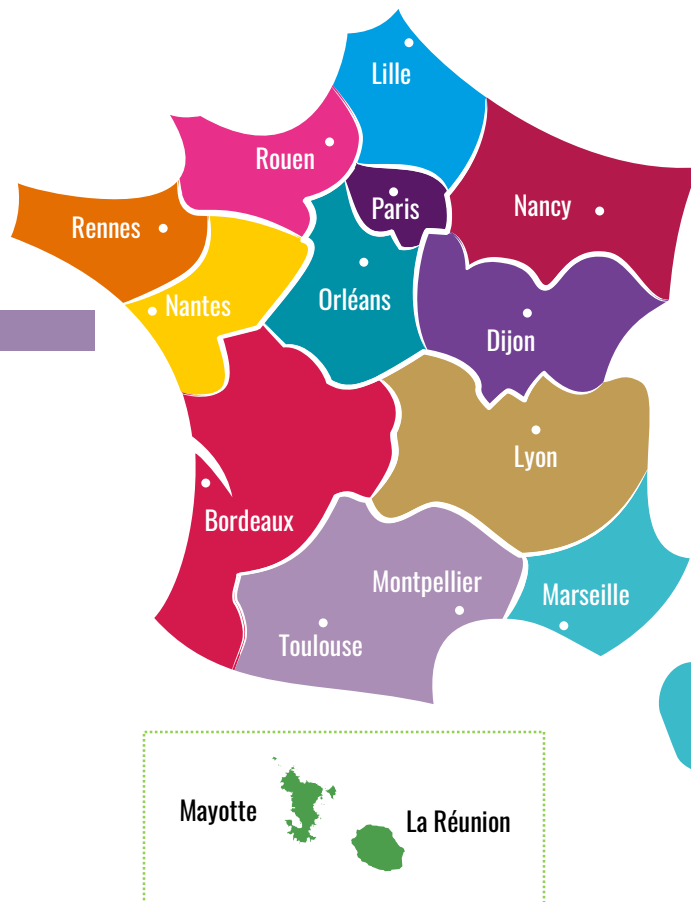 Lille
Rouen
Paris
Nancy
Rennes
Nantes
Orléans
Dijon
Lyon
Bordeaux
Montpellier
Marseille
Toulouse
Mayotte
La Réunion